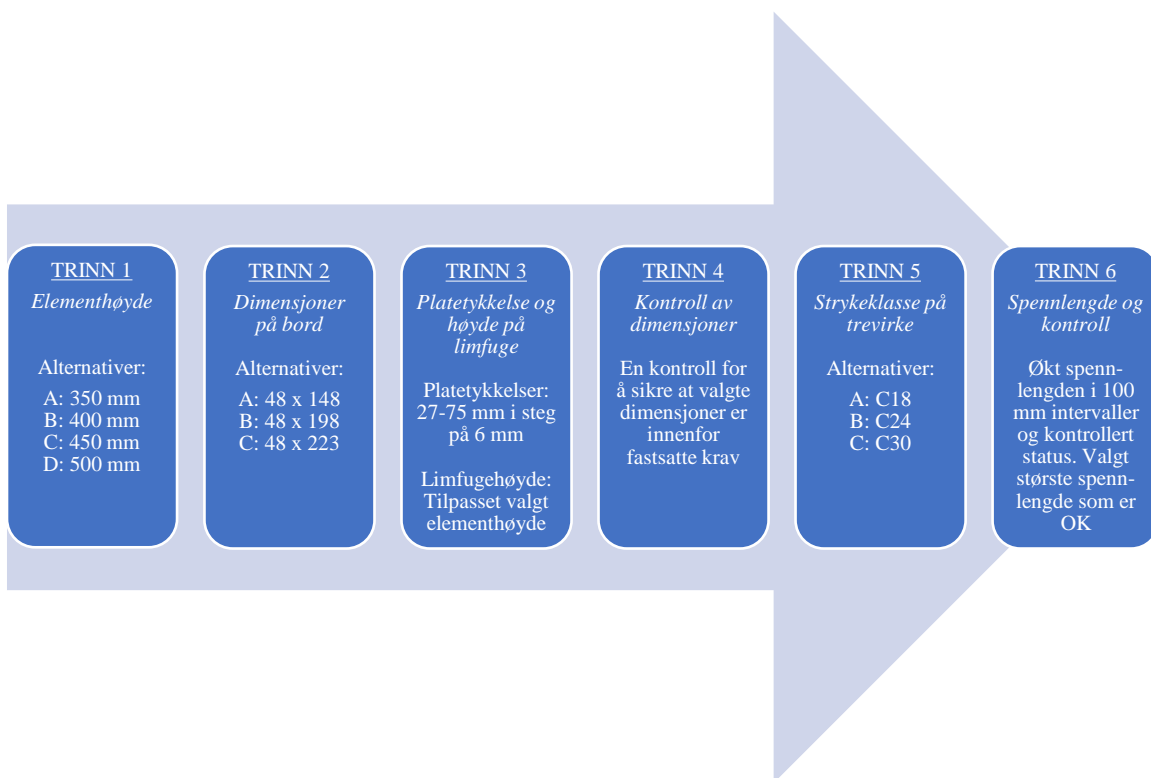 TRINN 1
Elementhøyde
Alternativer:
A: 350 mm
B: 400 mm
C: 450 mm
D: 500 mm
TRINN 2
Dimensjoner
på bord
Alternativer:
A: 48 x 148
B: 48 x 198
C: 48 x 223
TRINN 3
Platetykkelse og
høyde på
limfuge
Platetykkelser:
27-75 mm i steg
på 6 mm
Limfugehøyde:
Tilpasset valgt
elementhøyde
TRINN 4
Kontroll av
dimensjoner
En kontroll for
å sikre at valgte
dimensjoner er
innenfor
fastsatte krav
TRINN 5
Strykeklasse på
trevirke
Alternativer:
A: C18
B: C24
C: C30
TRINN 6
Spennlengde og
kontroll
Økt spenn-
lengden i 100
mm intervaller
og kontrollert
status. Valgt
største spenn-
lengde som er
OK